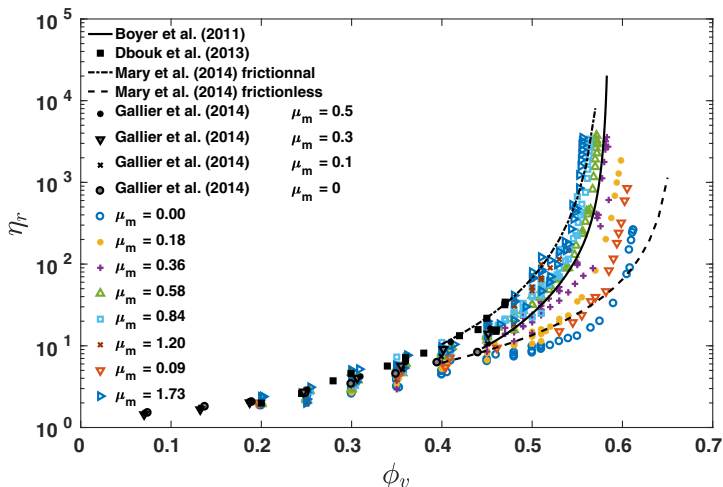 10^5
10^4
10^3
10^2
10^1
10^0
η_r
Boyer et al. (2011)
Dbouk et al. (2013)
Mary et al. (2014) frictionnal
Mary et al. (2014) frictionless
Gallier et al. (2014) μ_m = 0.5
Gallier et al. (2014) μ_m = 0.3
Gallier et al. (2014) μ_m = 0.1
Gallier et al. (2014) μ_m = 0
μ_m = 0.00
μ_m = 0.18
μ_m = 0.36
μ_m = 0.58
μ_m = 0.84
μ_m = 1.20
μ_m = 0.09
μ_m = 1.73
0 0.1 0.2 0.3 0.4 0.5 0.6 0.7
ϕ_v